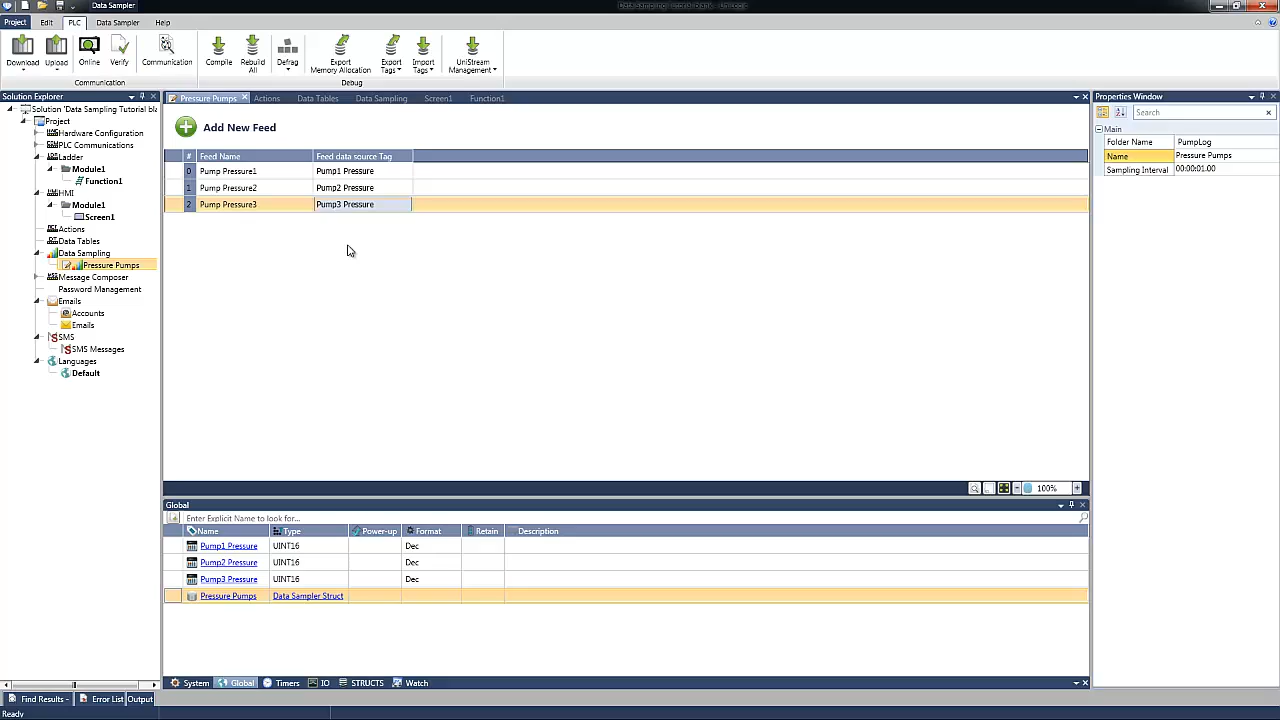 Data Sampler
Project Edit PLC Data Sampler Help
Download Upload Online Verify Communication Compile Rebuild All Defrag Export Memory Allocation Export Tags Import Tags UniStream Management
Communication Debug
Solution Explorer
Solution 'Data Sampling Tutorial bla
Project
Hardware Configuration
PLC Communications
Ladder
Module1
Function1
HMI
Module1
Screen1
Actions
Data Tables
Data Sampling
Pressure Pumps
Message Composer
Password Management
Emails
Accounts
Emails
SMS
SMS Messages
Languages
Default
Find Results - Error List Output
Ready
Pressure Pumps Actions Data Tables Data Sampling Screen1 Function1
Add New Feed
# Feed Name Feed data source Tag
0 Pump Pressure1 Pump1 Pressure
1 Pump Pressure2 Pump2 Pressure
2 Pump Pressure3 Pump3 Pressure
100%
Global
Enter Explicit Name to look for...
Name Type Power-up Format Retain Description
Pump1 Pressure UINT16 Dec
Pump2 Pressure UINT16 Dec
Pump3 Pressure UINT16 Dec
Pressure Pumps Data Sampler Struct
System Global Timers IO STRUCTS Watch
Properties Window
Search
Main
Folder Name PumpLog
Name Pressure Pumps
Sampling Interval 00:00:01.00